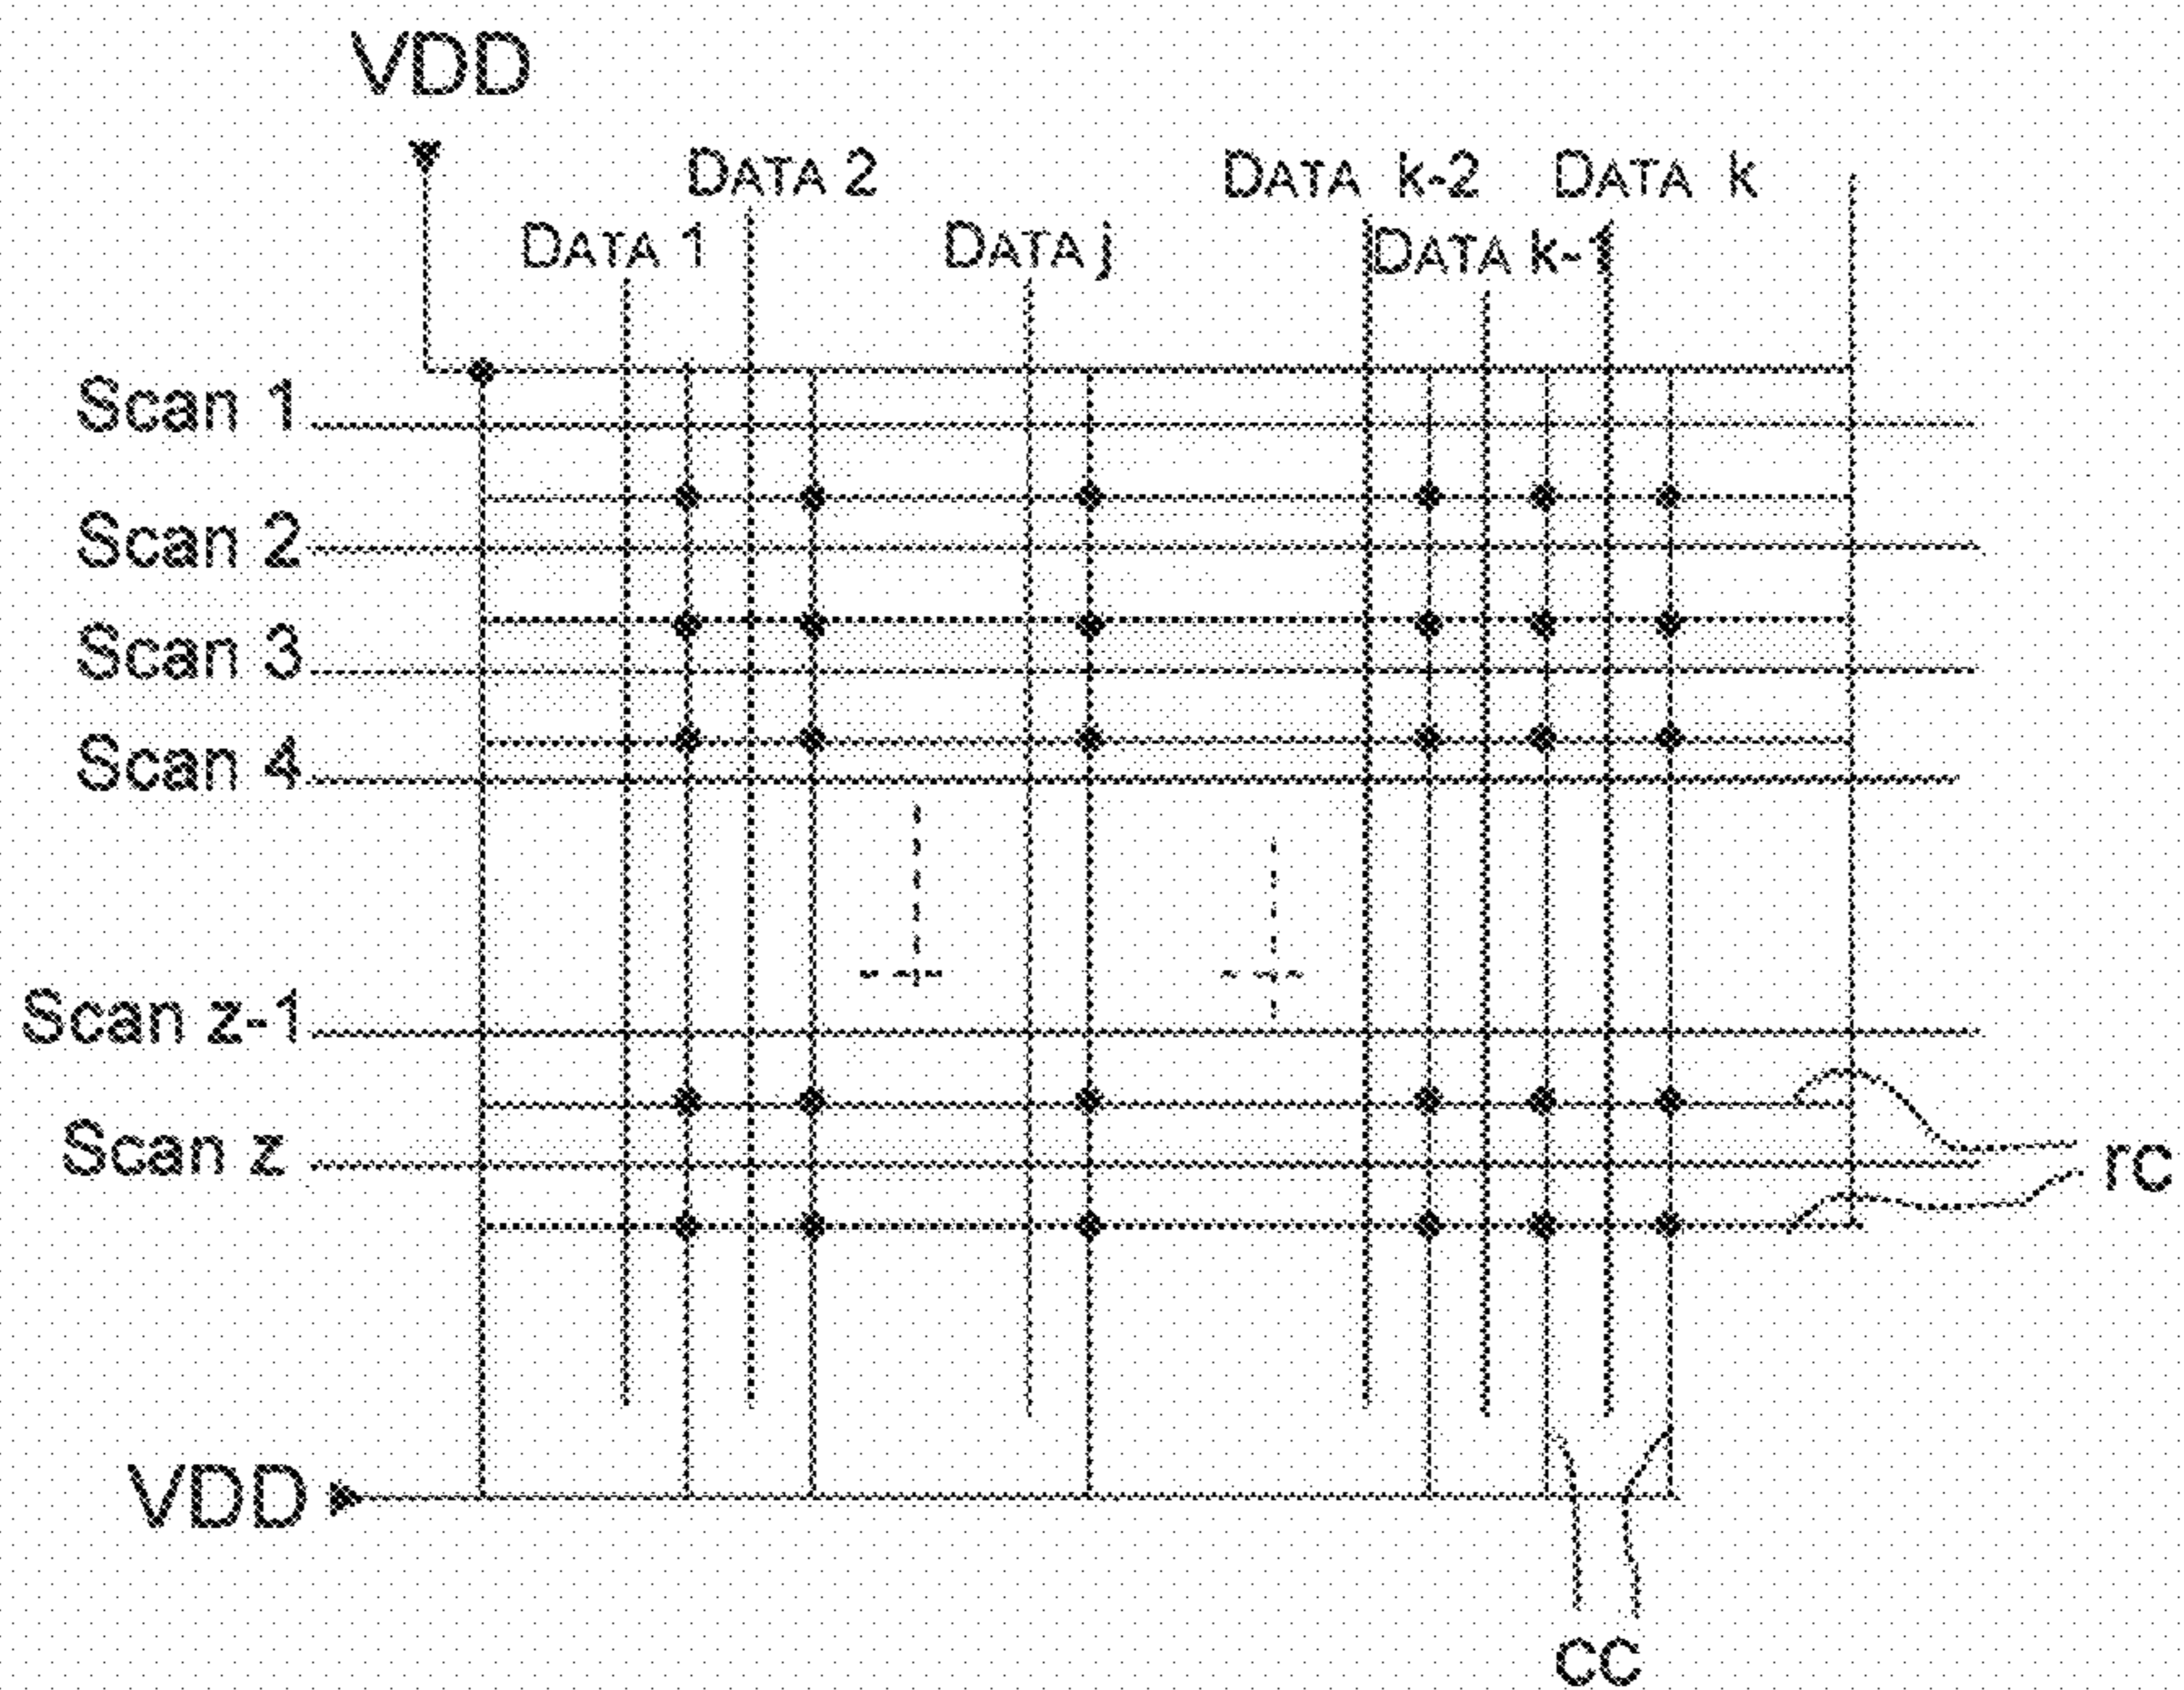 VDD
DATA 2
DATA k-2
DATA k
DATA 1
DATA j
DATA k-1
Scan 1
Scan 2
Scan 3
Scan 4
Scan z-1
Scan z
rc
VDD
cc